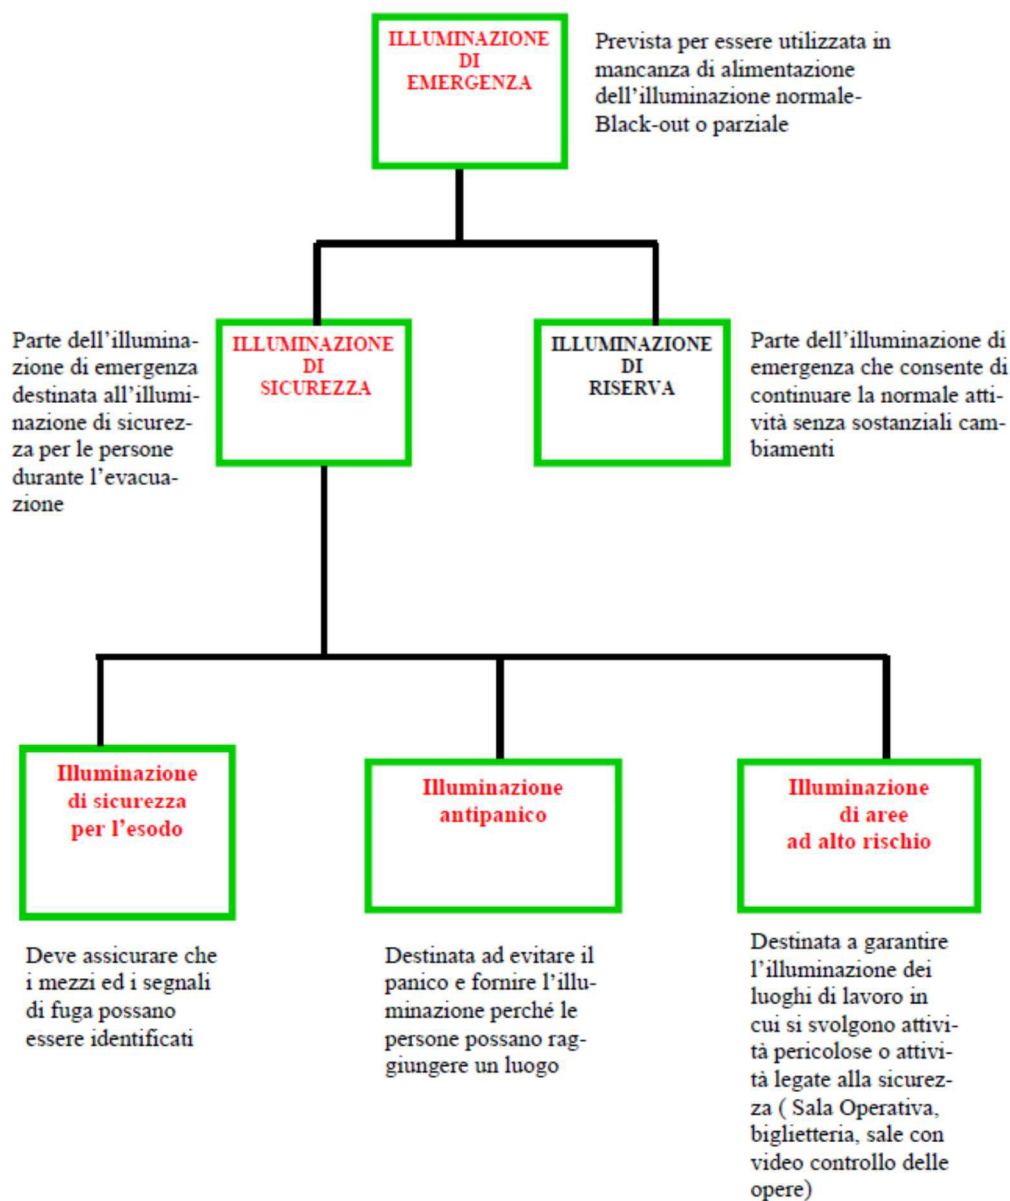 ILLUMINAZIONE
DI
EMERGENZA
Prevista per essere utilizzata in
mancanza di alimentazione
dell'illuminazione normale-
Black-out o parziale
Parte dell'illumina-
zione di emergenza
destinata all'illumi-
nazione di sicurez-
za per le persone
durante l'evacua-
zione
ILLUMINAZIONE
DI
SICUREZZA
ILLUMINAZIONE
DI
RISERVA
Parte dell'illuminazione di
emergenza che consente di
continuare la normale atti-
vità senza sostanziali cam-
biamenti
Illuminazione
di sicurezza
per l'esodo
Deve assicurare che
i mezzi ed i segnali
di fuga possano
essere identificati
Illuminazione
antipanico
Destinata ad evitare il
panico e fornire l'illu-
minazione perché le
persone possano rag-
giungere un luogo
Illuminazione
di aree
ad alto rischio
Destinata a garantire
l'illuminazione dei
luoghi di lavoro in
cui si svolgono attivi-
tà pericolose o attivi-
tà legate alla sicurez-
za ( Sala Operativa,
biglietteria, sale con
video controllo delle
opere)